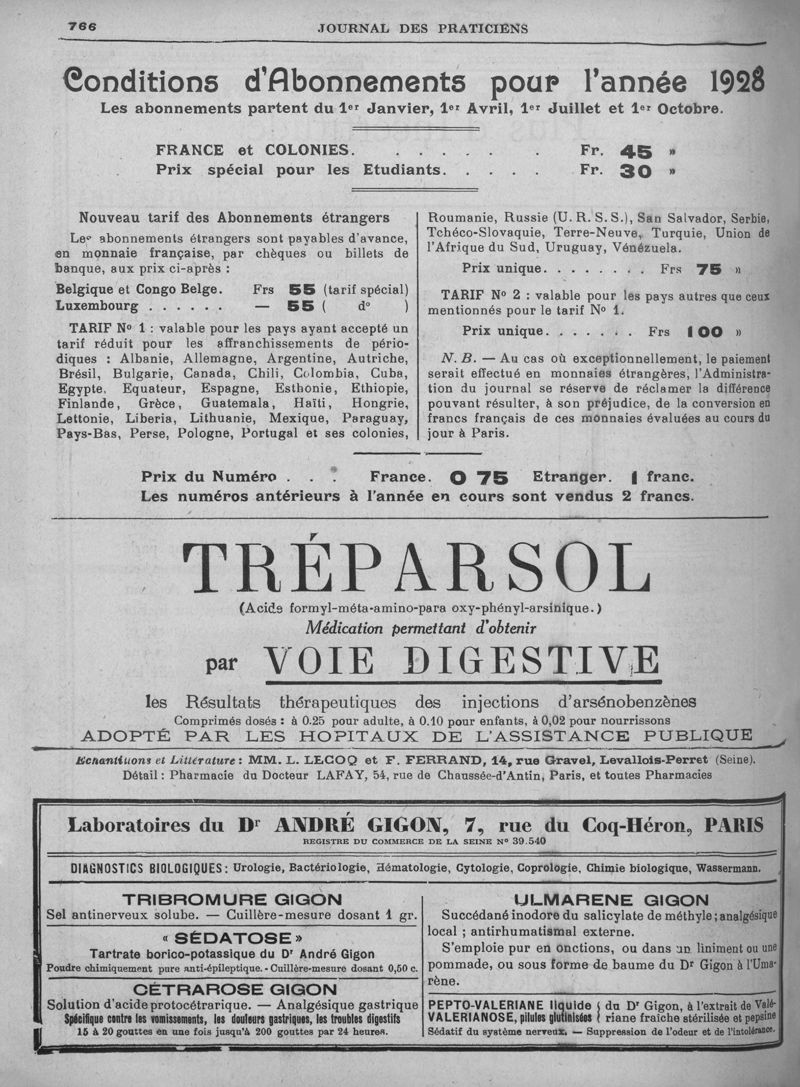 766
JOURNAL DES PRATICIENS
Conditions d'Abonnements pour l'année 1928
Les abonnements partent du 1er Janvier, 1er Avril, 1er Juillet et 1er Octobre.
FRANCE et COLONIES. . . . . . . Fr. 45 »
Prix spécial pour les Etudiants. . . . . Fr. 30 »
Nouveau tarif des Abonnements étrangers
Les abonnements étrangers sont payables d'avance,
en monnaie française, par chèques ou billets de
banque, aux prix ci-après :
Belgique et Congo Belge. Frs 55 (tarif spécial)
Luxembourg . . . . . . — 55 ( do )
TARIF No 1 : valable pour les pays ayant accepté un
tarif réduit pour les affranchissements de pério-
diques : Albanie, Allemagne, Argentine, Autriche,
Brésil, Bulgarie, Canada, Chili, Colombia, Cuba,
Egypte, Equateur, Espagne, Esthonie, Ethiopie,
Finlande, Grèce, Guatemala, Haïti, Hongrie,
Lettonie, Liberia, Lithuanie, Mexique, Paraguay,
Pays-Bas, Perse, Pologne, Portugal et ses colonies,
Roumanie, Russie (U. R. S. S.), San Salvador, Serbie,
Tchéco-Slovaquie, Terre-Neuve, Turquie, Union de
l'Afrique du Sud, Uruguay, Vénézuela.
Prix unique. . . . . . . . Frs 75 »
TARIF No 2 : valable pour les pays autres que ceux
mentionnés pour le tarif No 1.
Prix unique. . . . . . . Frs 100 »
N. B. — Au cas où exceptionnellement, le paiement
serait effectué en monnaies étrangères, l'Administra-
tion du journal se réserve de réclamer la différence
pouvant résulter, à son préjudice, de la conversion en
francs français de ces monnaies évaluées au cours du
jour à Paris.
Prix du Numéro . . . France. 0 75 Etranger. 1 franc.
Les numéros antérieurs à l'année en cours sont vendus 2 francs.
TRÉPARSOL
(Acide formyl-méta-amino-para oxy-phényl-arsinique.)
Médication permettant d'obtenir
par VOIE DIGESTIVE
les Résultats thérapeutiques des injections d'arsénobenzènes
Comprimés dosés : à 0.25 pour adulte, à 0.10 pour enfants, à 0,02 pour nourrissons
ADOPTÉ PAR LES HOPITAUX DE L'ASSISTANCE PUBLIQUE
Echantillons et Littérature : MM. L. LECOQ et F. FERRAND, 14, rue Gravel, Levallois-Perret (Seine).
Détail : Pharmacie du Docteur LAFAY, 54, rue de Chaussée-d'Antin, Paris, et toutes Pharmacies
Laboratoires du Dr ANDRÉ GIGON, 7, rue du Coq-Héron, PARIS
REGISTRE DU COMMERCE DE LA SEINE No 39.540
DIAGNOSTICS BIOLOGIQUES : Urologie, Bactériologie, Hématologie, Cytologie, Coprologie, Chimie biologique, Wassermann.
TRIBROMURE GIGON
Sel antinerveux soluble. — Cuillère-mesure dosant 1 gr.
« SÉDATOSE »
Tartrate borico-potassique du Dr André Gigon
Poudre chimiquement pure anti-épileptique. - Cuillère-mesure dosant 0,50 c.
CÉTRAROSE GIGON
Solution d'acide protocétrarique. — Analgésique gastrique
Spécifique contre les vomissements, les douleurs gastriques, les troubles digestifs
15 à 20 gouttes en une fois jusqu'à 200 gouttes par 24 heures.
ULMARENE GIGON
Succédané inodore du salicylate de méthyle ; analgésique
local ; antirhumatismal externe.
S'emploie pur en onctions, ou dans un liniment ou une
pommade, ou sous forme de baume du Dr Gigon à l'Uma-
rène.
PEPTO-VALERIANE liquide { du Dr Gigon, à l'extrait de Valé-
VALERIANOSE, pilules glutinisées { riane fraîche stérilisée et pepsine
Sédatif du système nerveux. — Suppression de l'odeur et de l'intolérance.